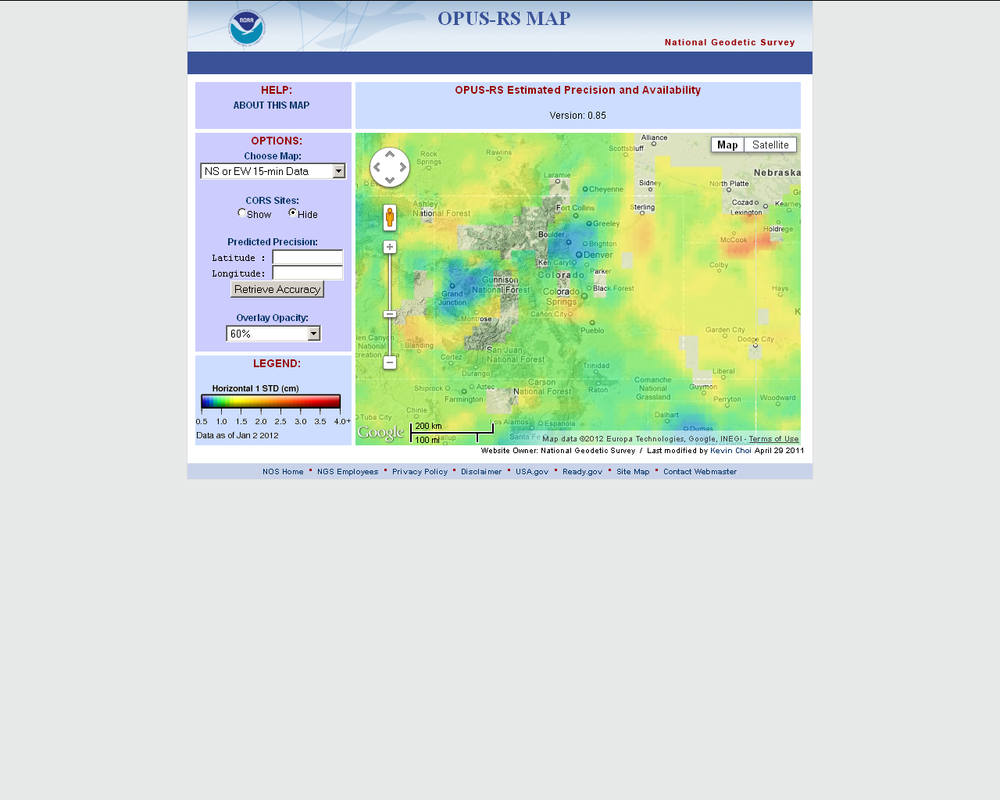 NOAA
OPUS-RS MAP
National Geodetic Survey
HELP:
ABOUT THIS MAP
OPUS-RS Estimated Precision and Availability
Version: 0.85
OPTIONS:
Choose Map:
NS or EW 15-min Data
CORS Sites:
Show Hide
Predicted Precision:
Latitude :
Longitude:
Retrieve Accuracy
Overlay Opacity:
60%
LEGEND:
Horizontal 1 STD (cm)
0.5 1.0 1.5 2.0 2.5 3.0 3.5 4.0+
Data as of Jan 2 2012
Map Satellite
Alliance
Scottsbluff
Rock Springs
Rawlins
Nebraska
Laramie
Cheyenne
Sidney
North Platte
Ashley National Forest
Fort Collins
Sterling
Cozad
Kearney
Lexington
Greeley
Holdrege
Boulder
Brighton
McCook
Denver
Ken Caryl
Parker
Colby
Colorado
Gunnison National Forest
Grand Junction
Colorado Springs
Black Forest
Hays
Montrose
Cañon City
Pueblo
Garden City
Dodge City
Blanding
San Juan National Forest
Cortez
Durango
Trinidad
Liberal
Shiprock
Aztec
Carson National Forest
Raton
Comanche National Grassland
Guymon
Farmington
Perryton
Woodward
Chinle
Tuba City
Los Alamos
Española
Dalhart
Dumas
Gallup
Santa Fe
Google
200 km
100 mi
Map data ©2012 Europa Technologies, Google, INEGI - Terms of Use
Website Owner: National Geodetic Survey / Last modified by Kevin Choi April 29 2011
NOS Home NGS Employees Privacy Policy Disclaimer USA.gov Ready.gov Site Map Contact Webmaster